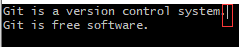 Git is a version control system.
Git is free software.